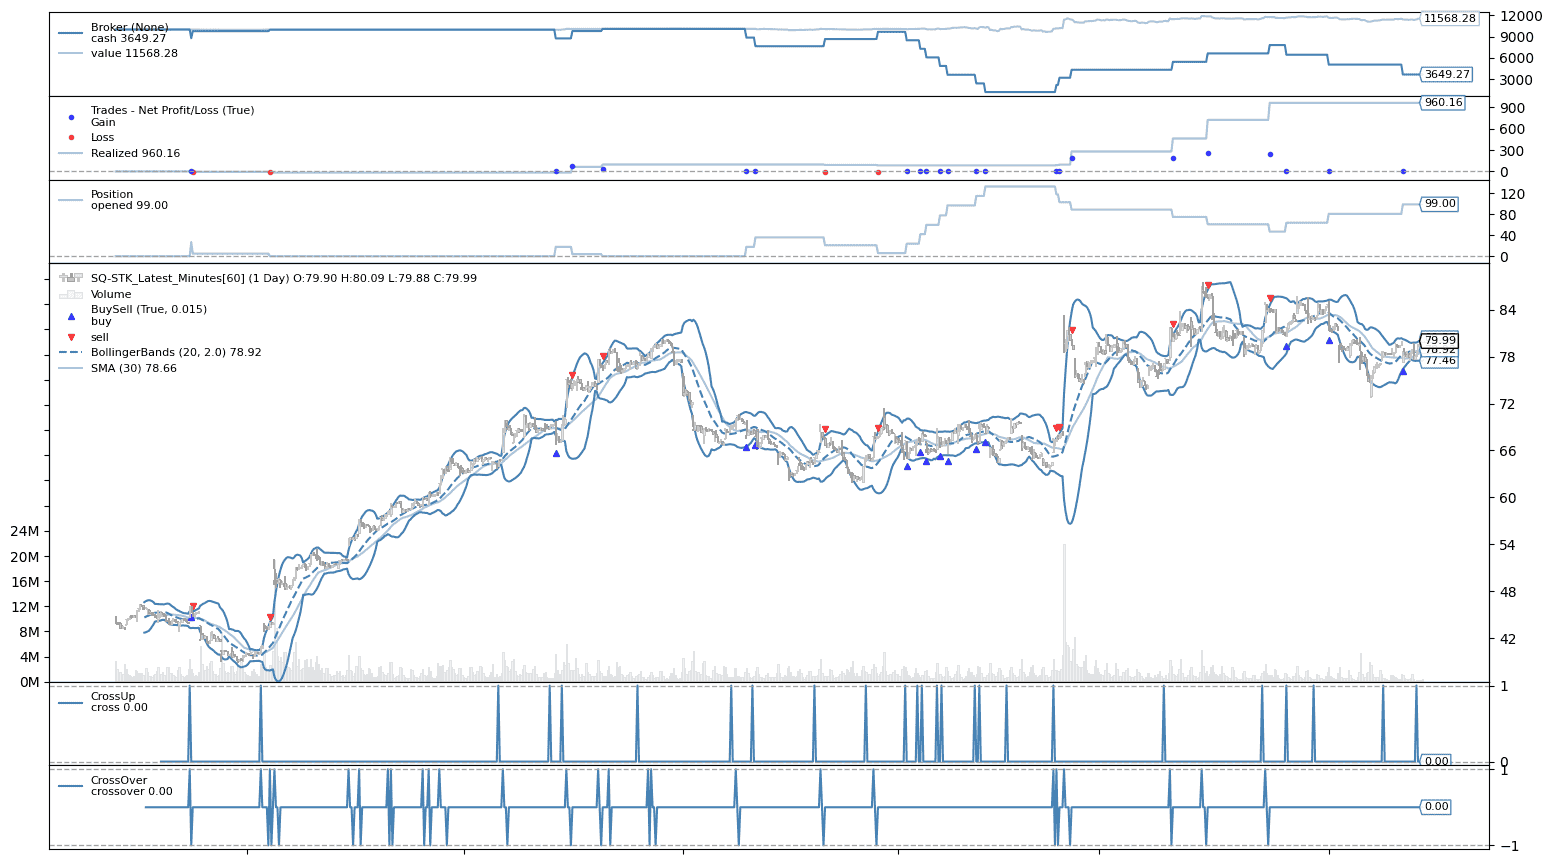 Broker (None)
cash 3649.27
value 11568.28
11568.28
3649.27
12000
9000
6000
3000
Trades - Net Profit/Loss (True)
Gain
Loss
Realized 960.16
960.16
900
600
300
0
Position
opened 99.00
99.00
120
80
40
0
SQ-STK_Latest_Minutes[60] (1 Day) O:79.90 H:80.09 L:79.88 C:79.99
Volume
BuySell (True, 0.015)
buy
sell
BollingerBands (20, 2.0) 78.92
SMA (30) 78.66
79.99
78.92
77.46
84
78
72
66
60
54
48
42
24M
20M
16M
12M
8M
4M
0M
CrossUp
cross 0.00
0.00
1
0
CrossOver
crossover 0.00
0.00
1
−1